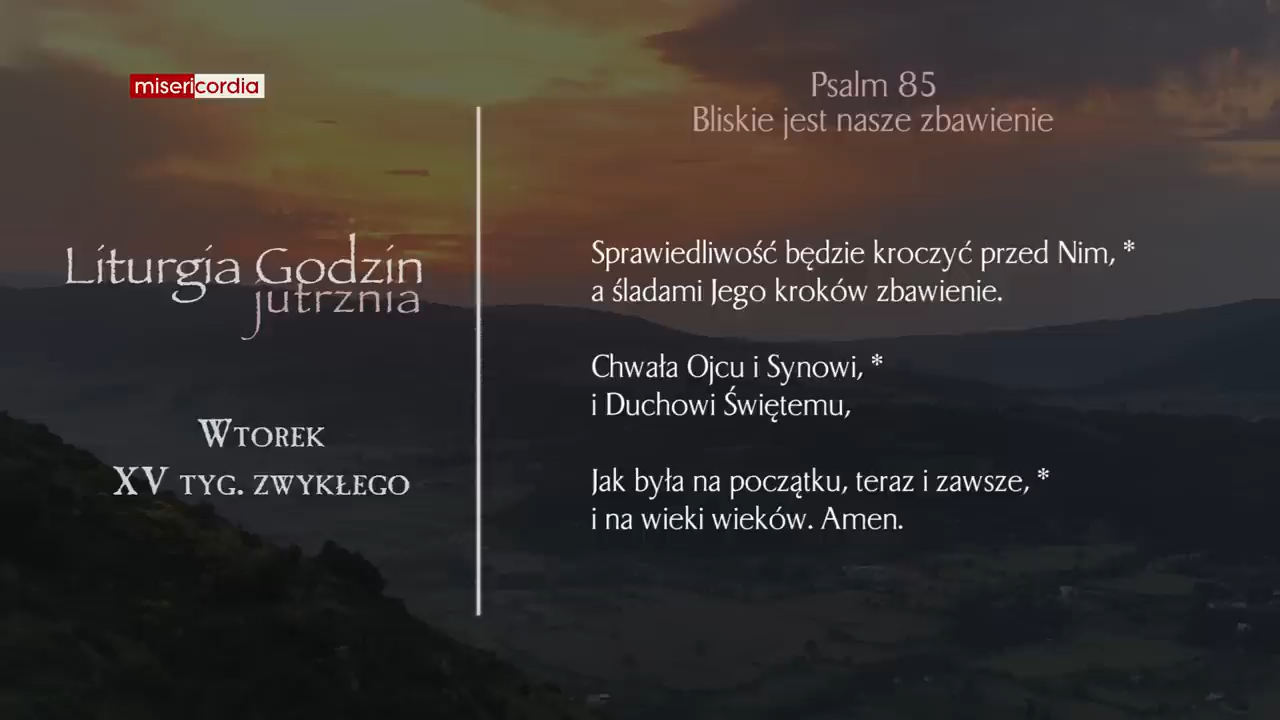 misericordia
Liturgia Godzin
jutrznia
Wtorek
XV tyg. zwykłego
Psalm 85
Bliskie jest nasze zbawienie
Sprawiedliwość będzie kroczyć przed Nim, *
a śladami Jego kroków zbawienie.
Chwała Ojcu i Synowi, *
i Duchowi Świętemu,
Jak była na początku, teraz i zawsze, *
i na wieki wieków. Amen.